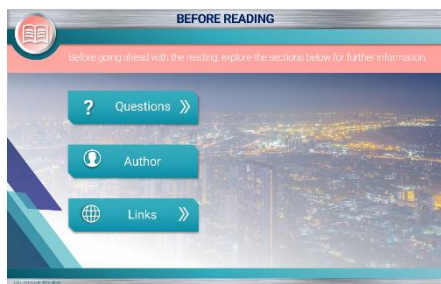 BEFORE READING
Before going ahead with the reading, explore the sections below for further information.
? Questions
Author
Links